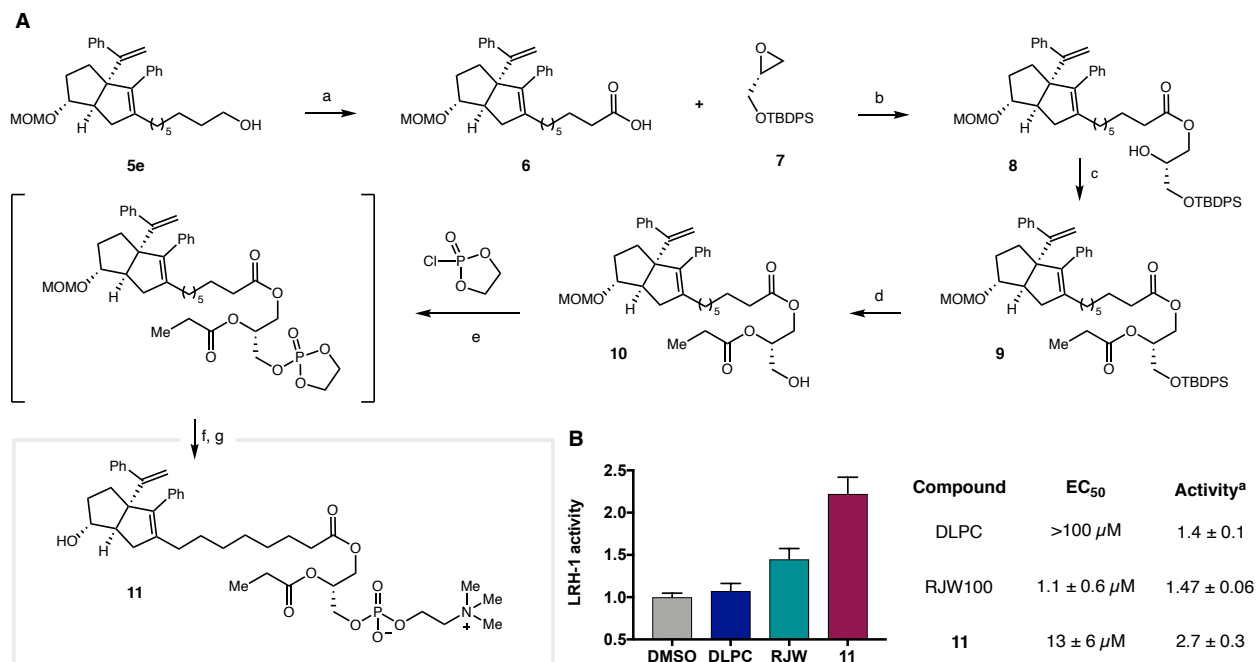 A
Ph
Ph
MOMO
H
( )5
OH
5e
a
Ph
Ph
MOMO
H
( )5
O
OH
6
+
O
OTBDPS
7
b
Ph
Ph
MOMO
H
( )5
O
O
HO
OTBDPS
8
c
Ph
Ph
MOMO
H
( )5
O
O
Me
O
O
OTBDPS
9
d
Ph
Ph
MOMO
H
( )5
O
O
Me
O
O
OH
10
O
Cl
P
O
O
e
Ph
Ph
MOMO
H
( )5
O
O
Me
O
O
O
O
P
O
O
f, g
Ph
Ph
HO
H
O
O
Me
O
O
O
O
P
O
O−
N
+
Me
Me
Me
11
B
LRH-1 activity
2.5
2.0
1.5
1.0
0.5
DMSO DLPC RJW 11
Compound EC50 Activitya
DLPC >100 µM 1.4 ± 0.1
RJW100 1.1 ± 0.6 µM 1.47 ± 0.06
11 13 ± 6 µM 2.7 ± 0.3